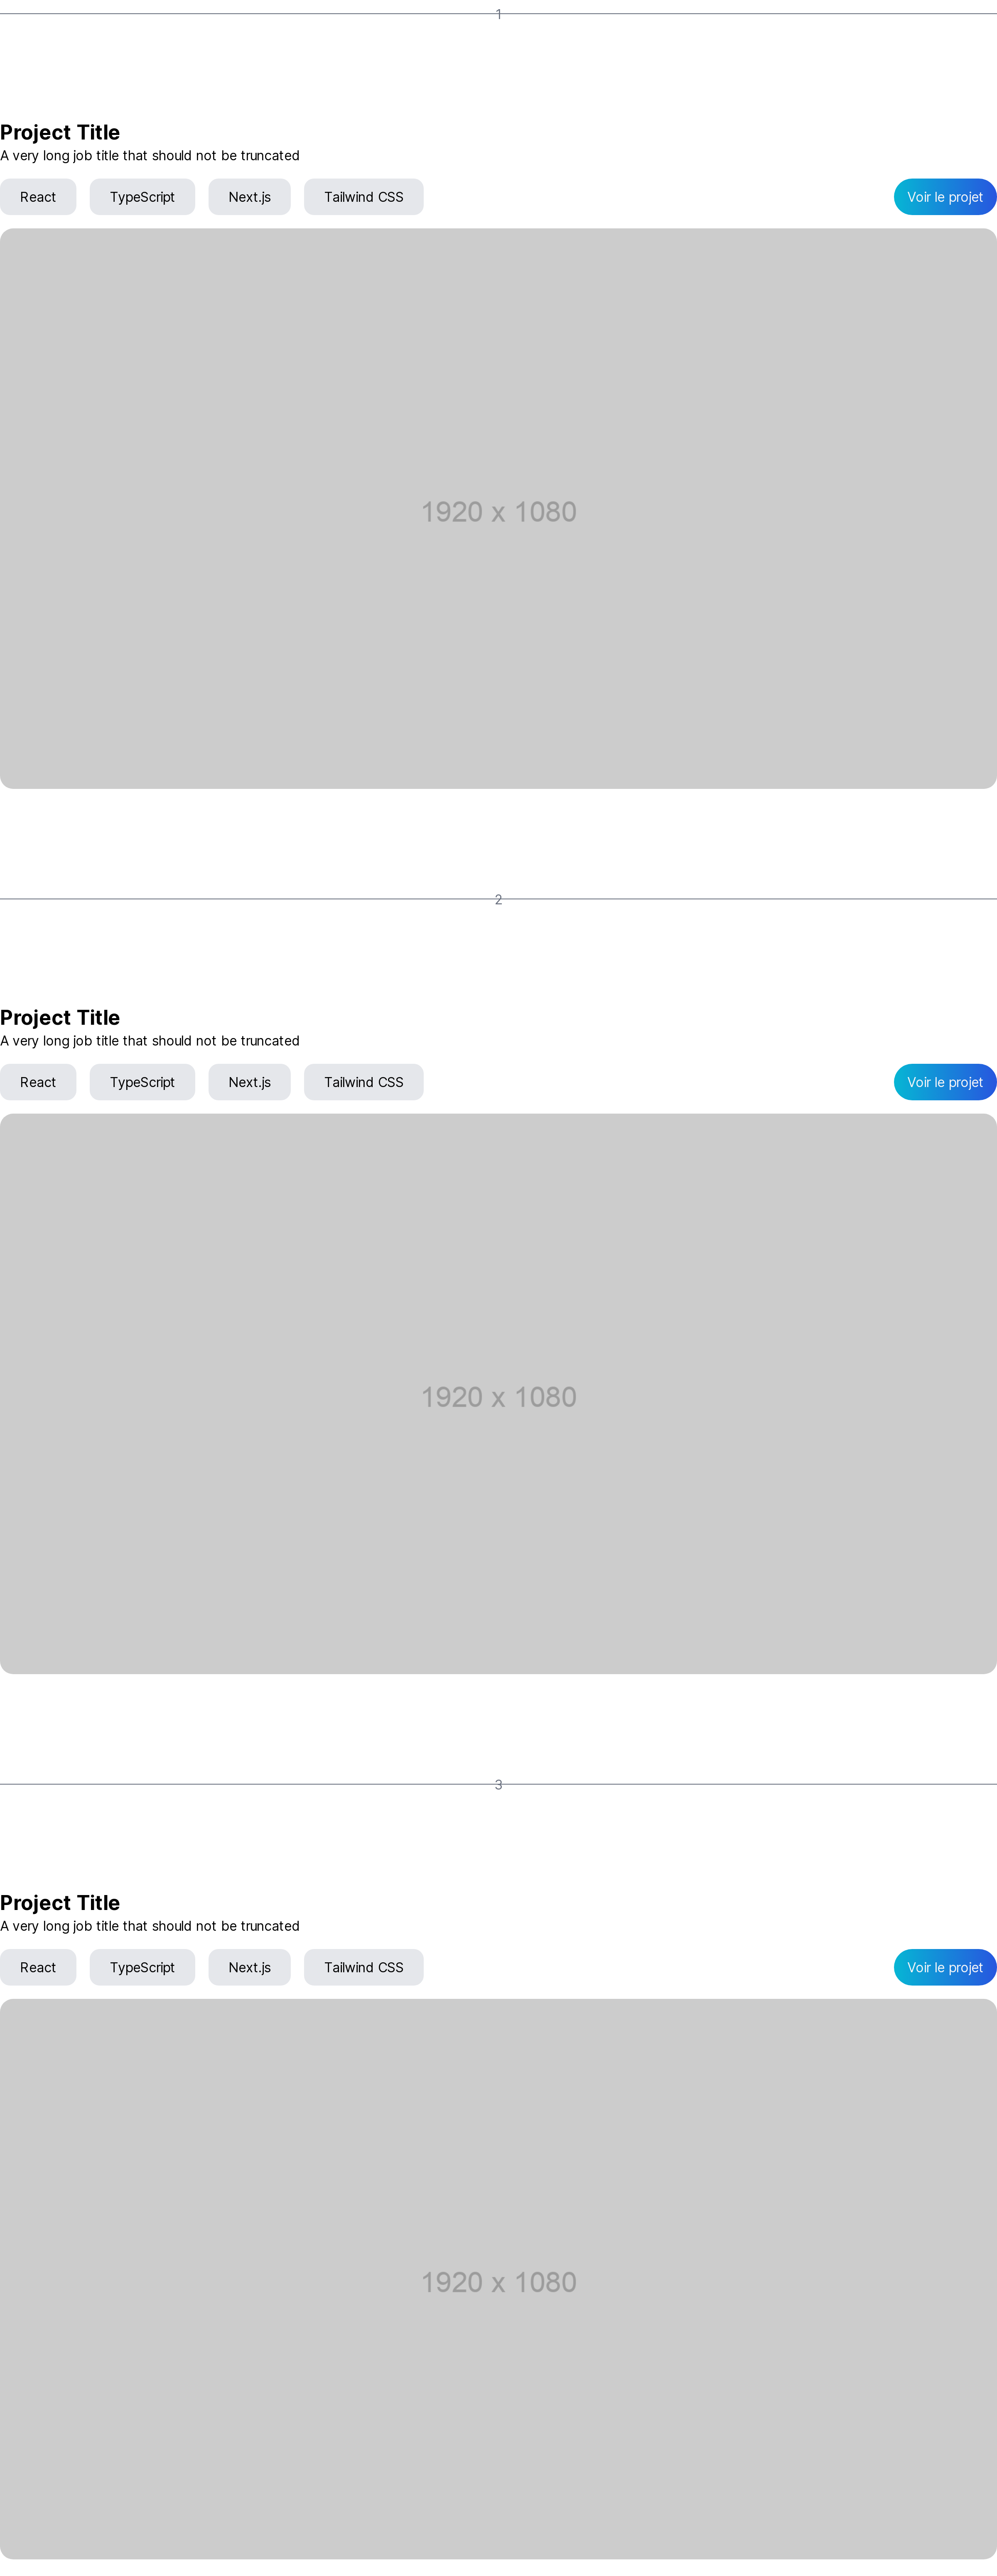 1
Project Title
A very long job title that should not be truncated
React TypeScript Next.js Tailwind CSS Voir le projet
1920 x 1080
2
Project Title
A very long job title that should not be truncated
React TypeScript Next.js Tailwind CSS Voir le projet
1920 x 1080
3
Project Title
A very long job title that should not be truncated
React TypeScript Next.js Tailwind CSS Voir le projet
1920 x 1080